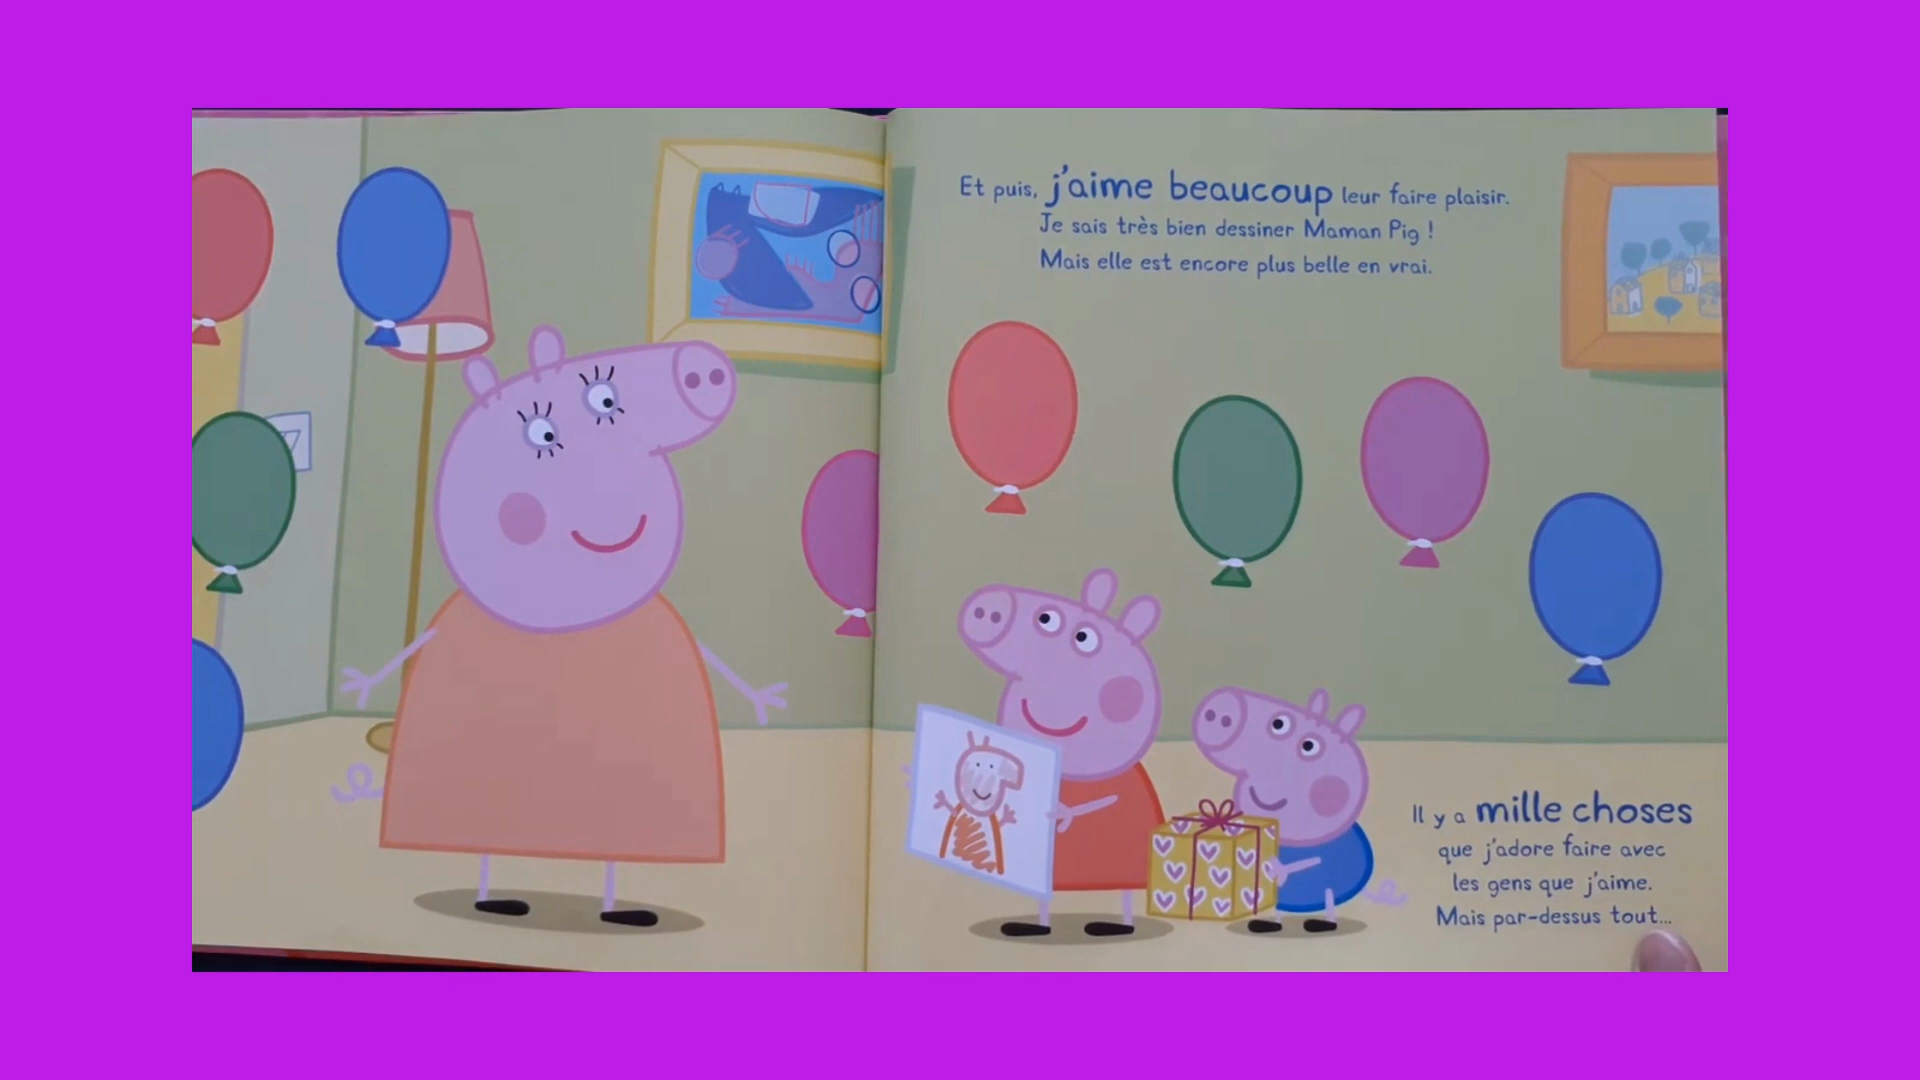 Et puis, j'aime beaucoup leur faire plaisir.
Je sais très bien dessiner Maman Pig !
Mais elle est encore plus belle en vrai.
Il y a mille choses
que j'adore faire avec
les gens que j'aime.
Mais par-dessus tout...